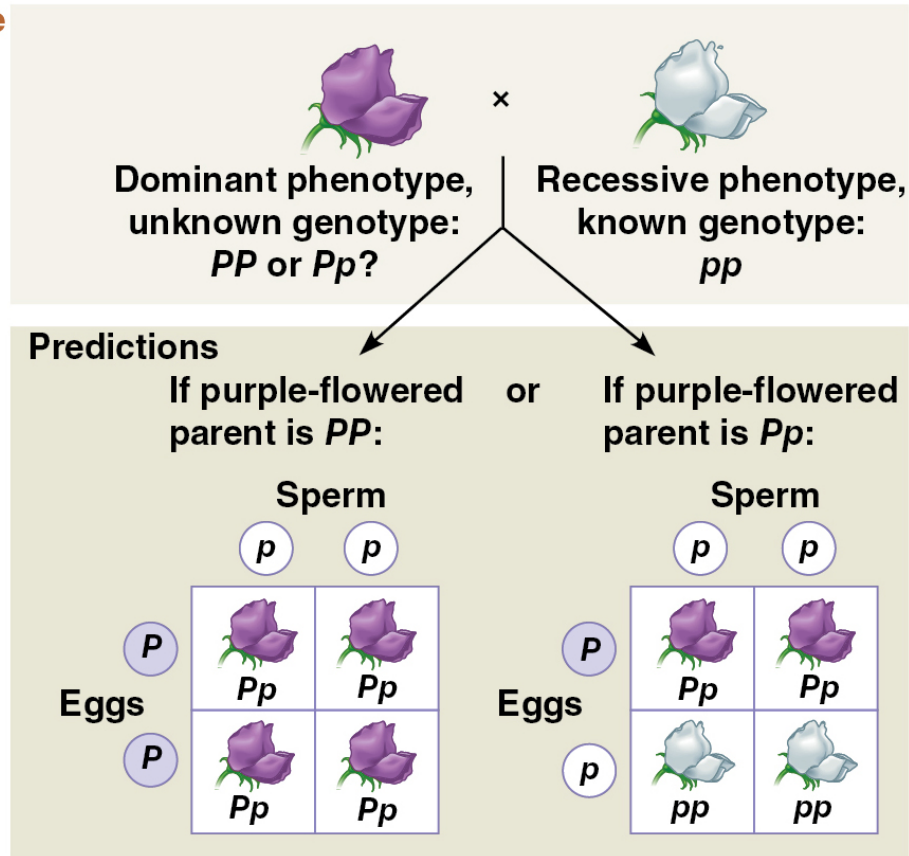 e
×
Dominant phenotype,
unknown genotype:
PP or Pp?
Recessive phenotype,
known genotype:
pp
Predictions
If purple-flowered
parent is PP:
or
If purple-flowered
parent is Pp:
Sperm
p p
P
Eggs
P
Pp Pp
Pp Pp
Sperm
p p
P
Eggs
p
Pp Pp
pp pp